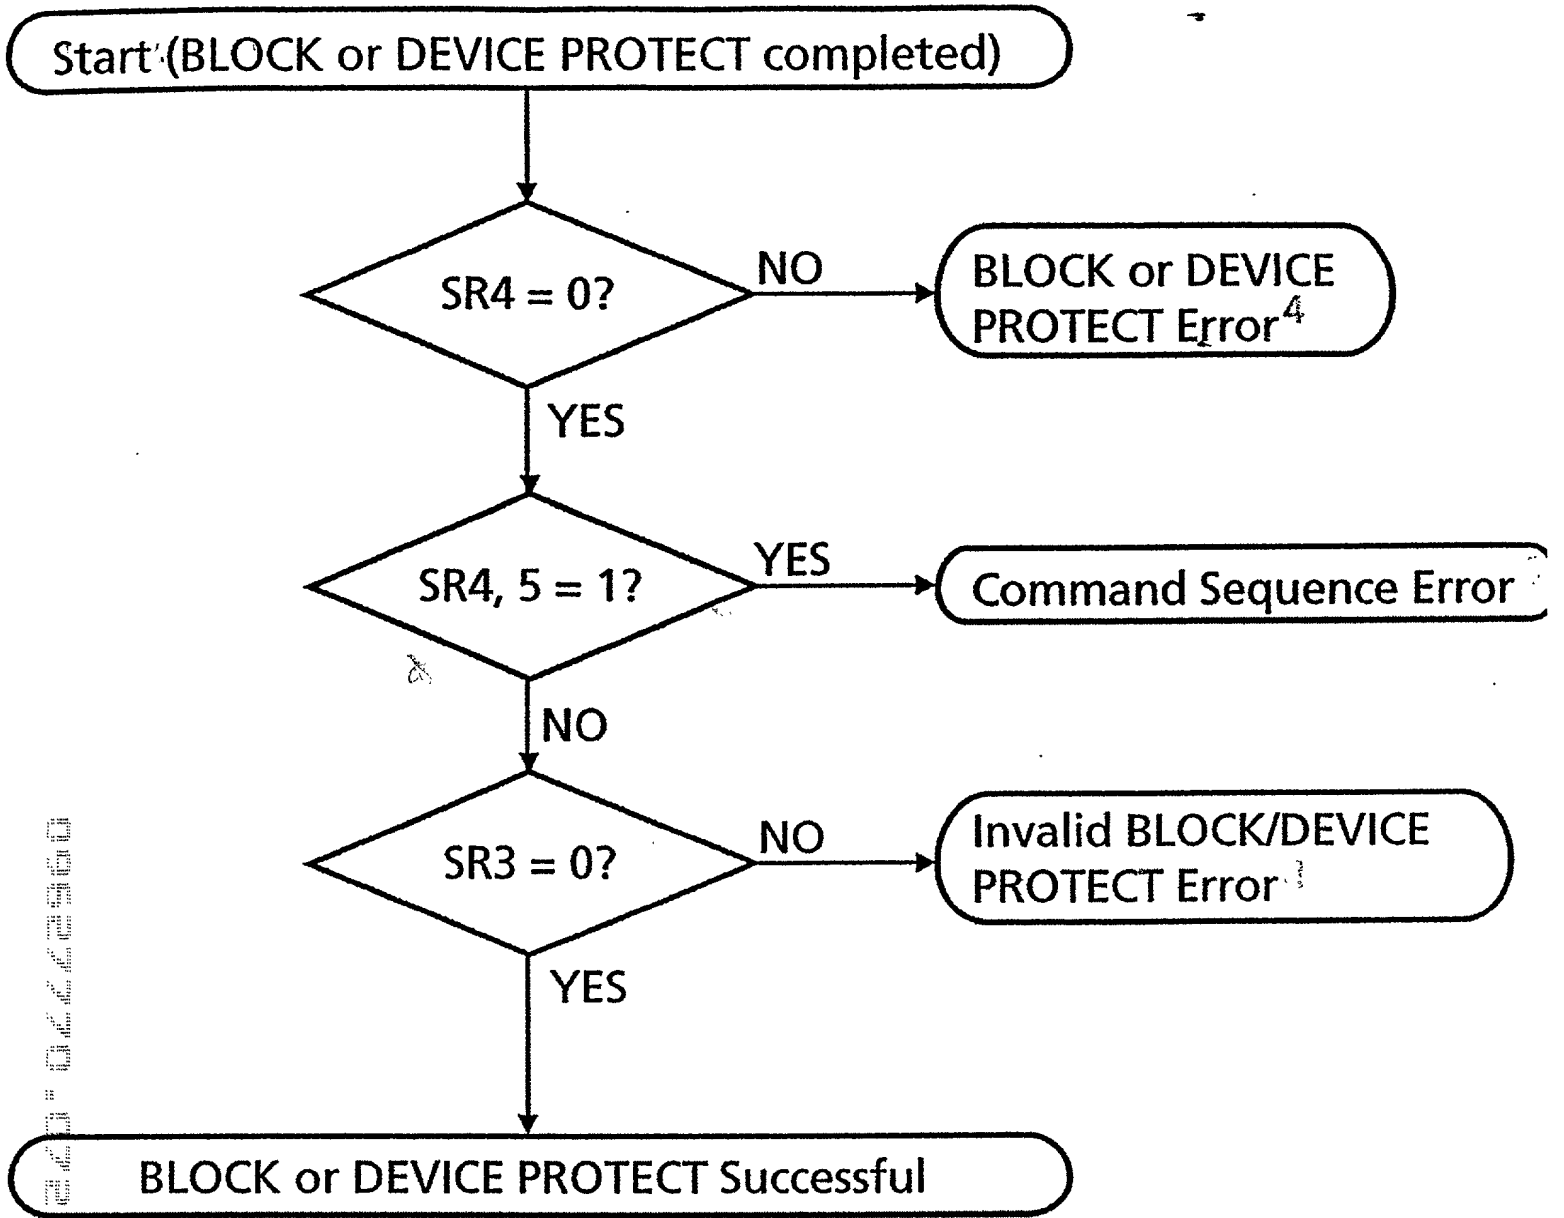 Start (BLOCK or DEVICE PROTECT completed)
SR4 = 0?
NO
BLOCK or DEVICE
PROTECT Error4
YES
SR4, 5 = 1?
YES
Command Sequence Error
NO
SR3 = 0?
NO
Invalid BLOCK/DEVICE
PROTECT Error
YES
BLOCK or DEVICE PROTECT Successful